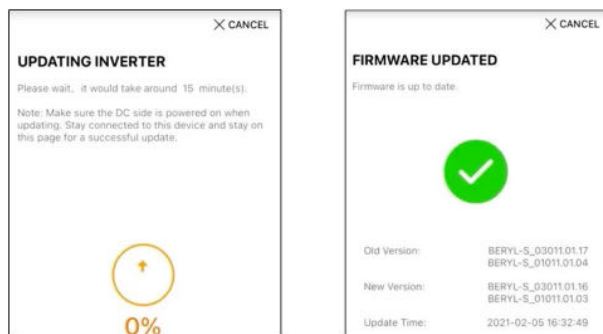 CANCEL
UPDATING INVERTER
Please wait, it would take around 15 minute(s).
Note: Make sure the DC side is powered on when
updating. Stay connected to this device and stay on
this page for a successful update.
0%
CANCEL
FIRMWARE UPDATED
Firmware is up to date.
Old Version: BERYL-S_03011.01.17
BERYL-S_01011.01.04
New Version: BERYL-S_03011.01.16
BERYL-S_01011.01.03
Update Time: 2021-02-05 16:32:49